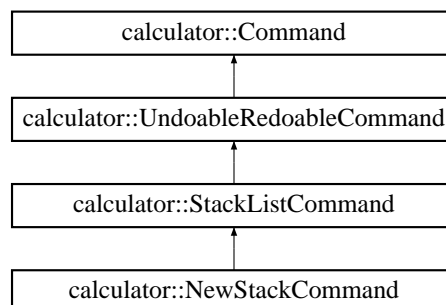 calculator::Command
calculator::UndoableRedoableCommand
calculator::StackListCommand
calculator::NewStackCommand